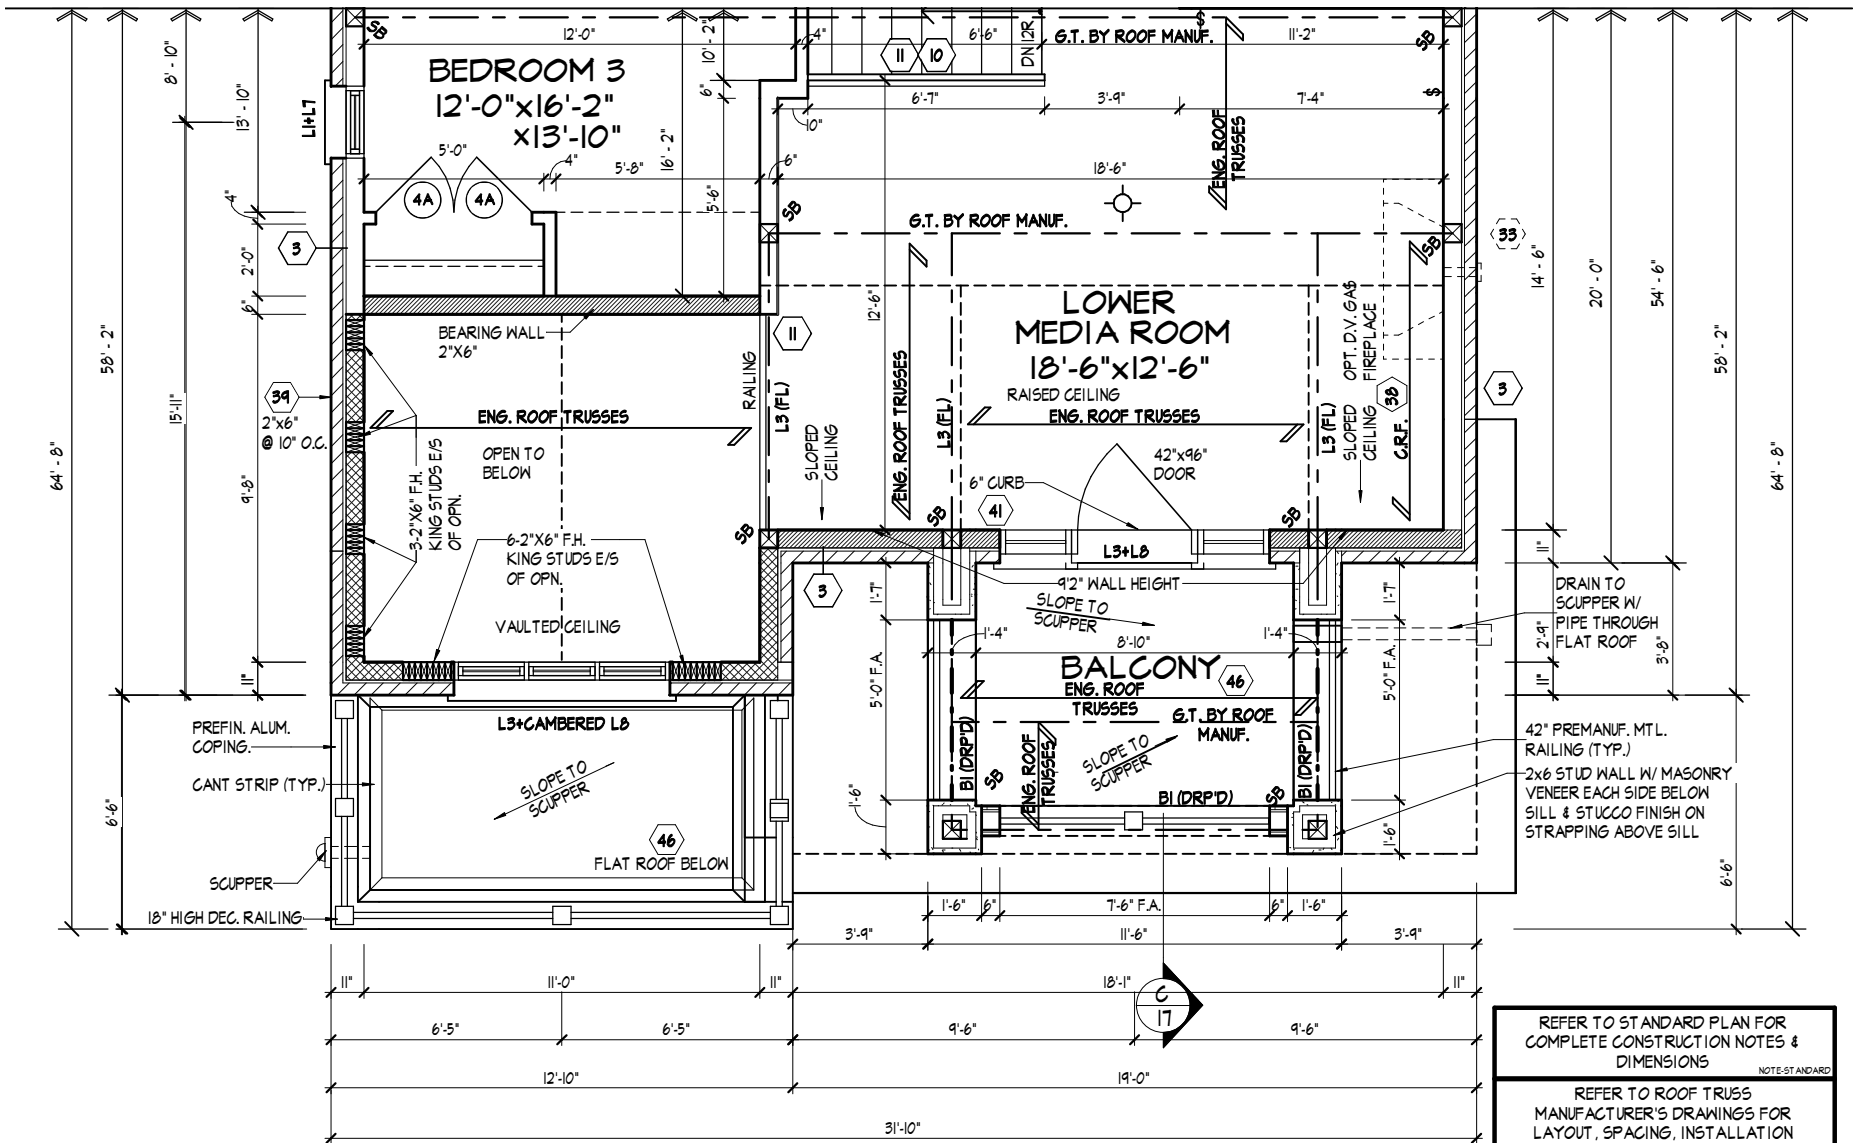 SB
12'-0"
4"
10'-2"
6'-6"
DN 12R
G.T. BY ROOF MANUF.
S
11'-2"
SB
8'-10"
13'-10"
L1+L7
BEDROOM 3
12'-0"x16'-2"
x13'-10"
11
10
6"
10"
6'-7"
3'-9"
7'-4"
S
5'-0"
4"
5'-8"
16'-2"
6"
18'-6"
ENG. ROOF
TRUSSES
4A
4A
5'-6"
SB
G.T. BY ROOF MANUF.
SB
33
4"
3
2'-0"
6"
14'-6"
20'-0"
54'-6"
BEARING WALL
2"X6"
11
12'-6"
LOWER
MEDIA ROOM
18'-6"x12'-6"
RAISED CEILING
ENG. ROOF TRUSSES
OPT. D.V. GAS
FIREPLACE
SLOPED
CEILING
38
C.R.F.
3
58'-2"
58'-2"
64'-8"
64'-8"
15'-11"
39
2"x6"
@ 10" O.C.
9'-8"
ENG. ROOF TRUSSES
OPEN TO
BELOW
RAILING
L3 (FL)
SLOPED
CEILING
ENG. ROOF TRUSSES
L3 (FL)
L3 (FL)
42"x96"
DOOR
6" CURB
41
3-2"X6" F.H.
KING STUDS E/S
OF OPN.
6-2"X6" F.H.
KING STUDS E/S
OF OPN.
SB
SB
SB
L3+L8
3
9'2" WALL HEIGHT
SLOPE TO
SCUPPER
1'-7"
1'-7"
11"
DRAIN TO
SCUPPER W/
PIPE THROUGH
FLAT ROOF
2'-9"
3'-8"
11"
VAULTED CEILING
11"
1'-4"
8'-10"
1'-4"
BALCONY
46
ENG. ROOF
TRUSSES
G.T. BY ROOF
MANUF.
5'-0" F.A.
5'-0" F.A.
L3+CAMBERED L8
PREFIN. ALUM.
COPING.
CANT STRIP (TYP.)
SLOPE TO
SCUPPER
B1 (DRP'D)
SB
ENG. ROOF
TRUSSES
SLOPE TO
SCUPPER
B1 (DRP'D)
SB
B1 (DRP'D)
42" PREMANUF. MTL.
RAILING (TYP.)
2x6 STUD WALL W/ MASONRY
VENEER EACH SIDE BELOW
SILL & STUCCO FINISH ON
STRAPPING ABOVE SILL
6'-6"
1'-6"
1'-6"
6'-6"
46
FLAT ROOF BELOW
SCUPPER
18" HIGH DEC. RAILING
1'-6"
6"
7'-6" F.A.
6"
1'-6"
3'-9"
11'-6"
3'-9"
11"
11'-0"
11"
18'-1"
11"
C
17
6'-5"
6'-5"
9'-6"
9'-6"
12'-10"
19'-0"
31'-10"
REFER TO STANDARD PLAN FOR
COMPLETE CONSTRUCTION NOTES &
DIMENSIONS
NOTE-STANDARD
REFER TO ROOF TRUSS
MANUFACTURER'S DRAWINGS FOR
LAYOUT, SPACING, INSTALLATION